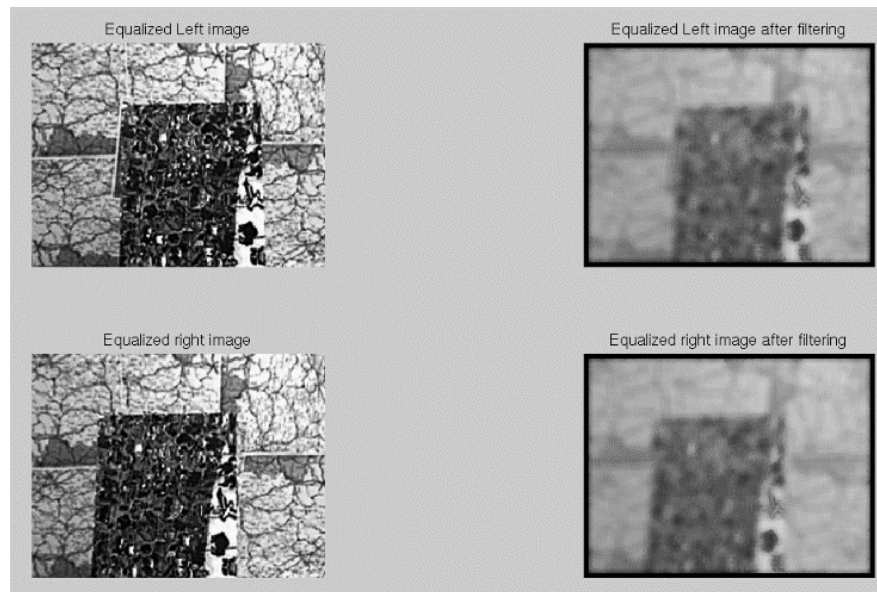 Equalized Left image
Equalized Left image after filtering
Equalized right image
Equalized right image after filtering